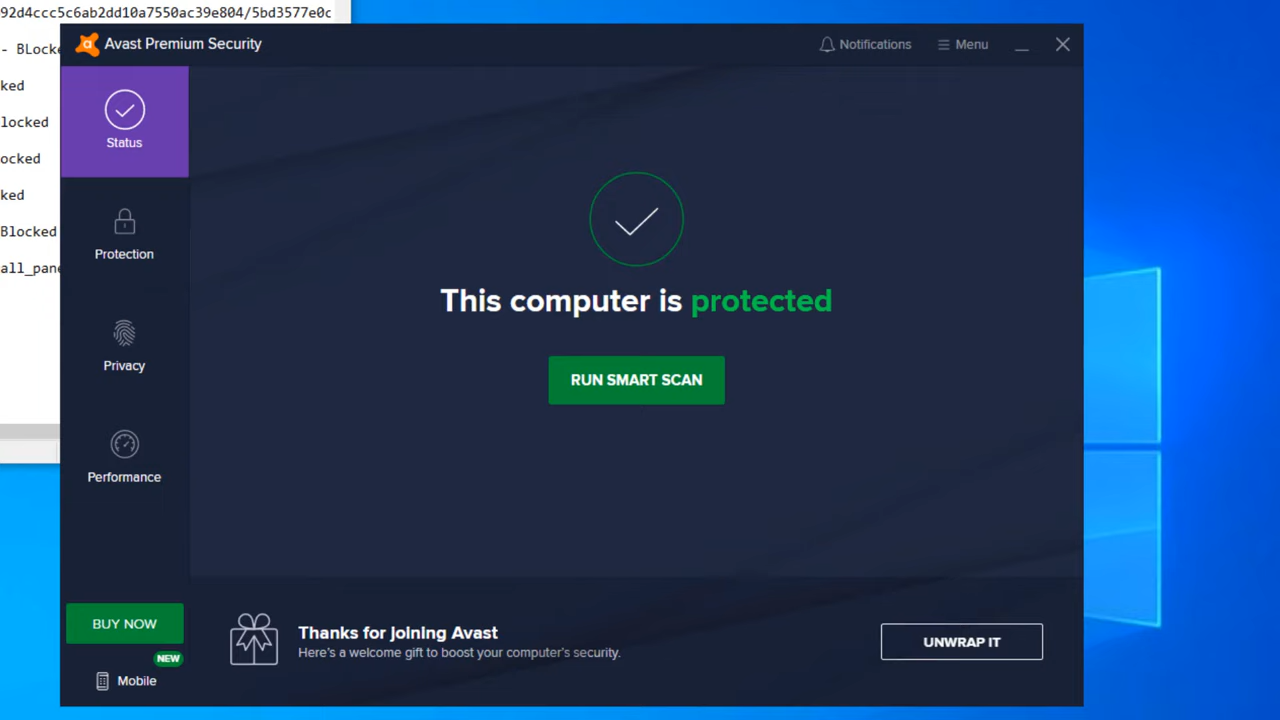 92d4ccc5c6ab2dd10a7550ac39e804/5bd3577e0c
- BLocke
ked
locked
ocked
ked
Blocked
all_pane
Avast Premium Security
Notifications
Menu
Status
Protection
Privacy
Performance
This computer is protected
RUN SMART SCAN
BUY NOW
NEW
Mobile
Thanks for joining Avast
Here's a welcome gift to boost your computer's security.
UNWRAP IT